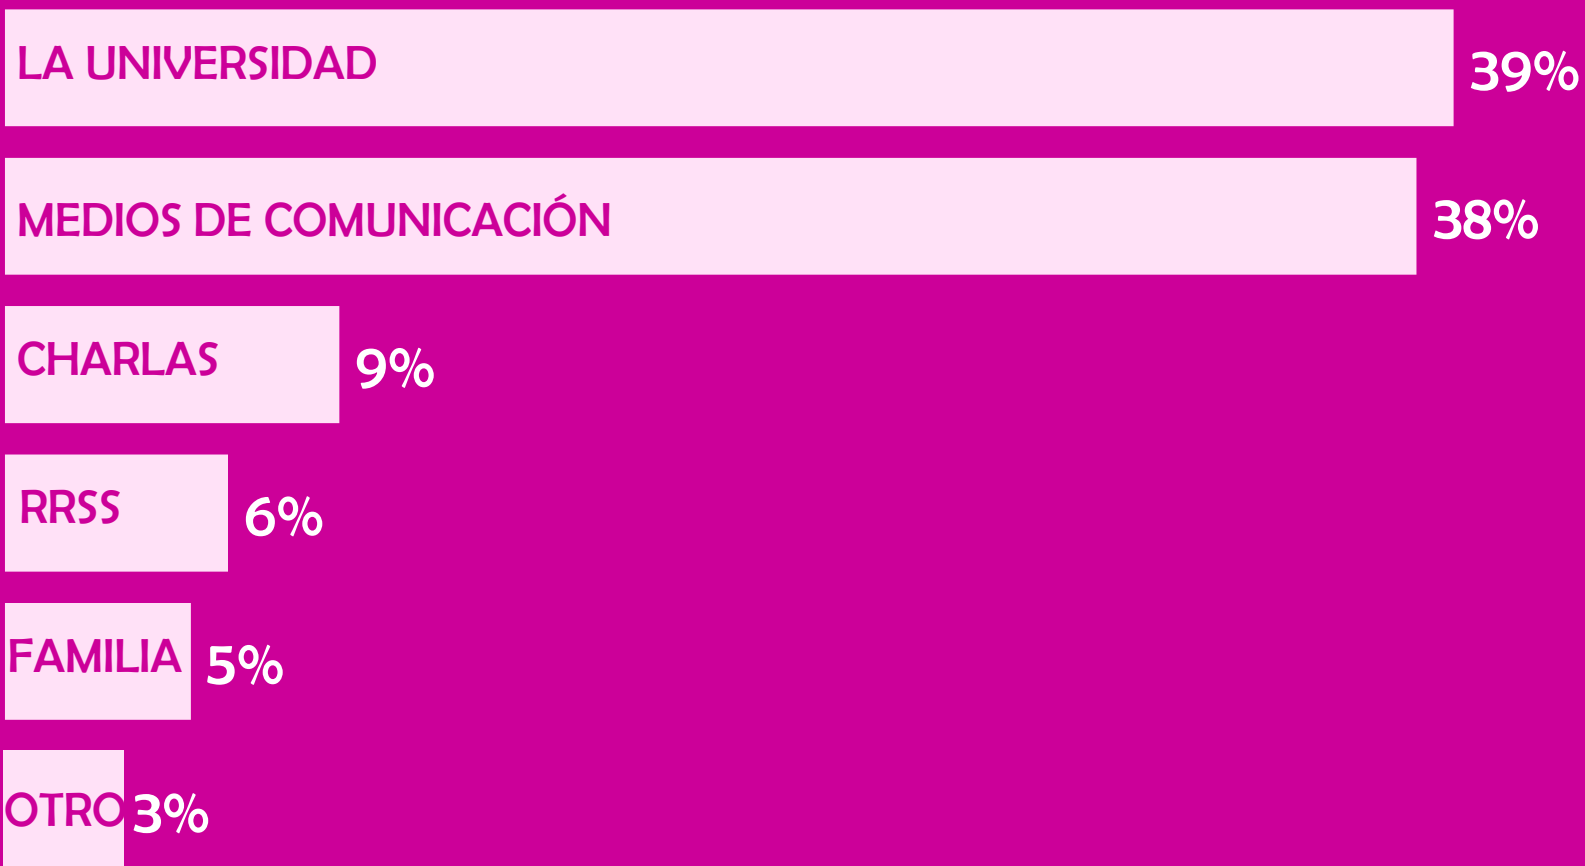 LA UNIVERSIDAD 39%
MEDIOS DE COMUNICACIÓN 38%
CHARLAS 9%
RRSS 6%
FAMILIA 5%
OTRO 3%